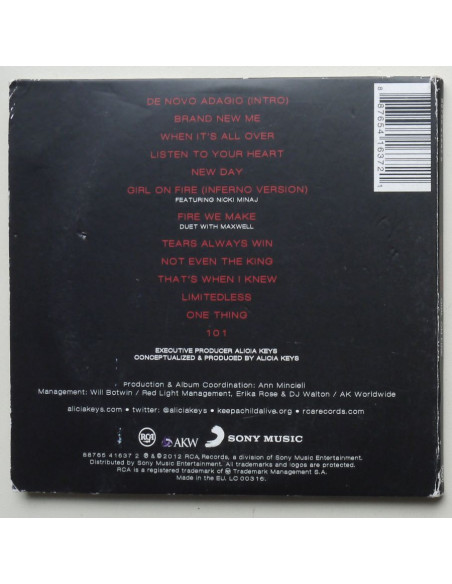 DE NOVO ADAGIO (INTRO)
BRAND NEW ME
WHEN IT'S ALL OVER
LISTEN TO YOUR HEART
NEW DAY
GIRL ON FIRE (INFERNO VERSION)
FEATURING NICKI MINAJ
FIRE WE MAKE
DUET WITH MAXWELL
TEARS ALWAYS WIN
NOT EVEN THE KING
THAT'S WHEN I KNEW
LIMITEDLESS
ONE THING
101
EXECUTIVE PRODUCER ALICIA KEYS
CONCEPTUALIZED & PRODUCED BY ALICIA KEYS
Production & Album Coordination: Ann Mincieli
Management: Will Botwin / Red Light Management, Erika Rose & DJ Walton / AK Worldwide
aliciakeys.com • twitter: @aliciakeys • keepachildalive.org • rcarecords.com
RCA AKW SONY MUSIC
88765 41637 2 ℗ & © 2012 RCA Records, a division of Sony Music Entertainment.
Distributed by Sony Music Entertainment. All trademarks and logos are protected.
RCA is a registered trademark of ® Trademark Management S.A.
Made in the EU. LC 00316.
8 87654 16372 1